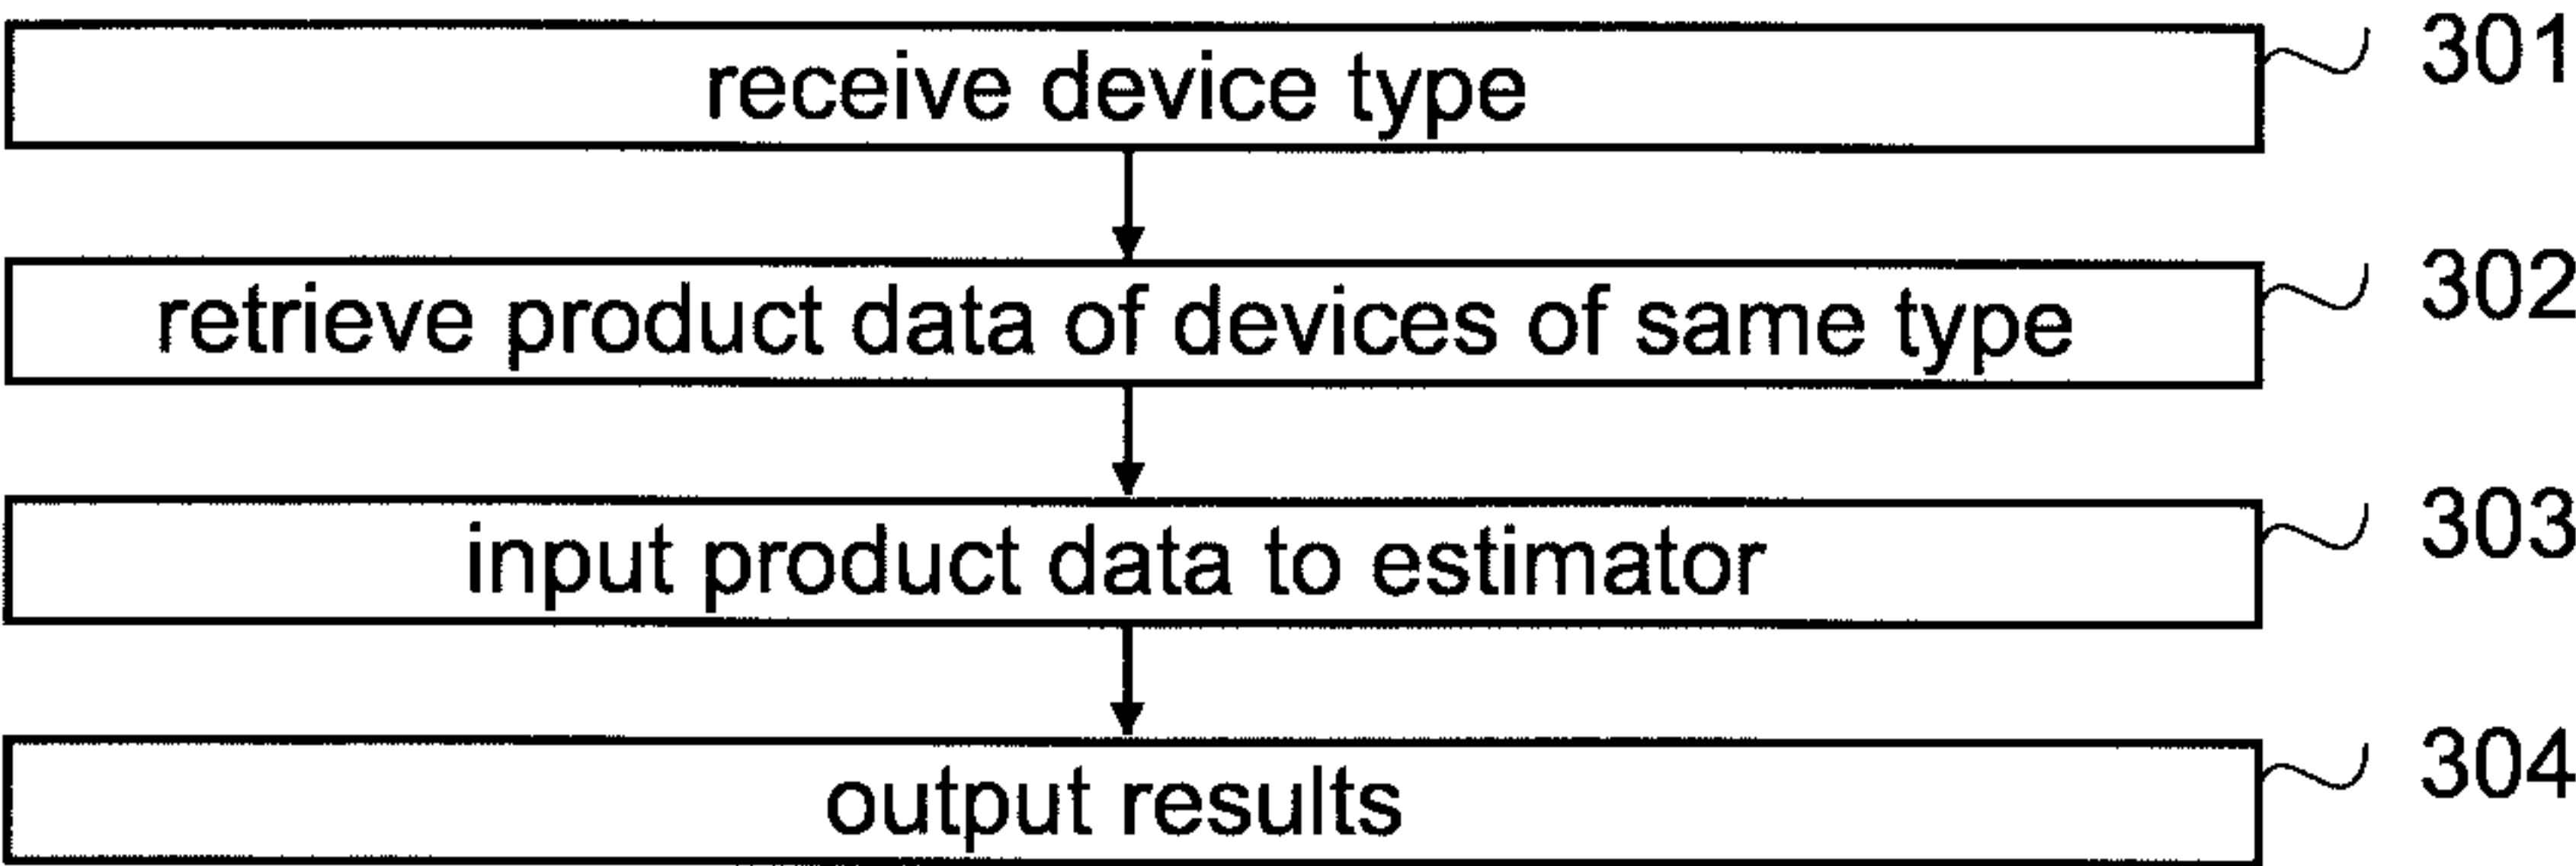 receive device type 301
retrieve product data of devices of same type 302
input product data to estimator 303
output results 304